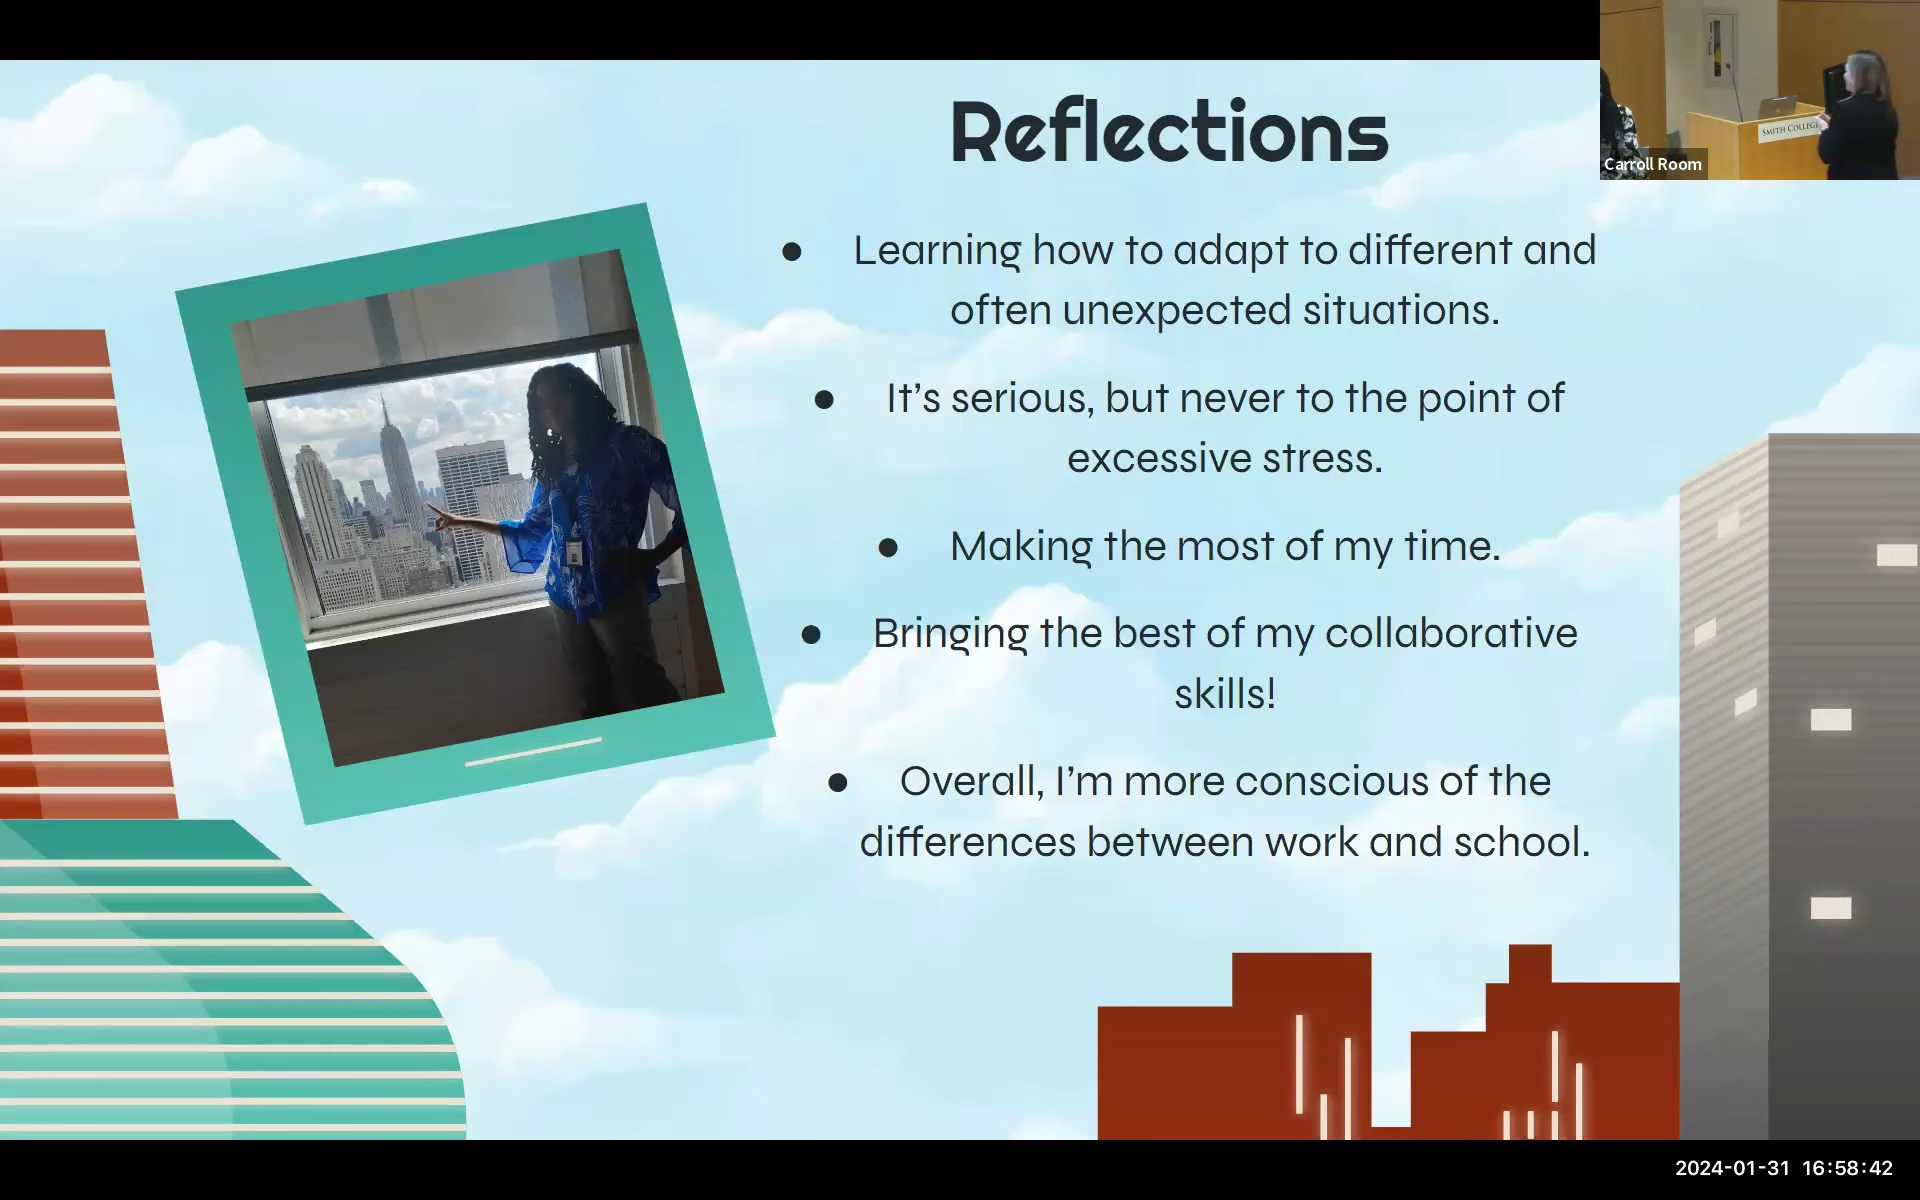 Reflections
SMITH COLLEGE
Carroll Room
● Learning how to adapt to different and
often unexpected situations.
● It’s serious, but never to the point of
excessive stress.
● Making the most of my time.
● Bringing the best of my collaborative
skills!
● Overall, I’m more conscious of the
differences between work and school.
2024-01-31 16:58:42